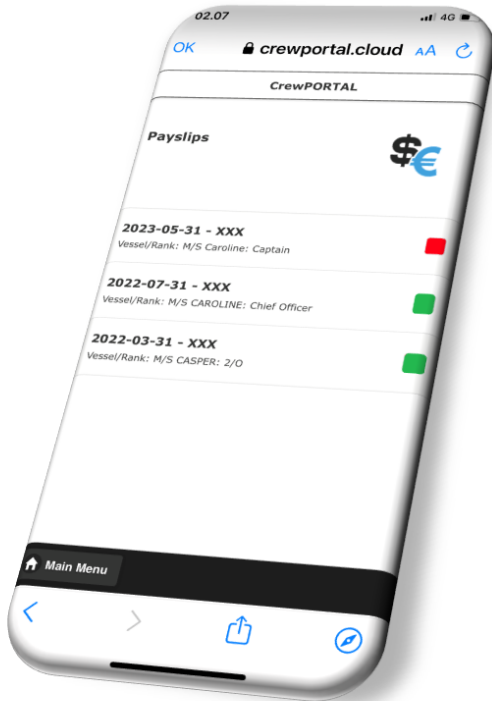 02.07
4G
OK
crewportal.cloud
AA
CrewPORTAL
Payslips
$€
2023-05-31 - XXX
Vessel/Rank: M/S Caroline: Captain
2022-07-31 - XXX
Vessel/Rank: M/S CAROLINE: Chief Officer
2022-03-31 - XXX
Vessel/Rank: M/S CASPER: 2/O
Main Menu